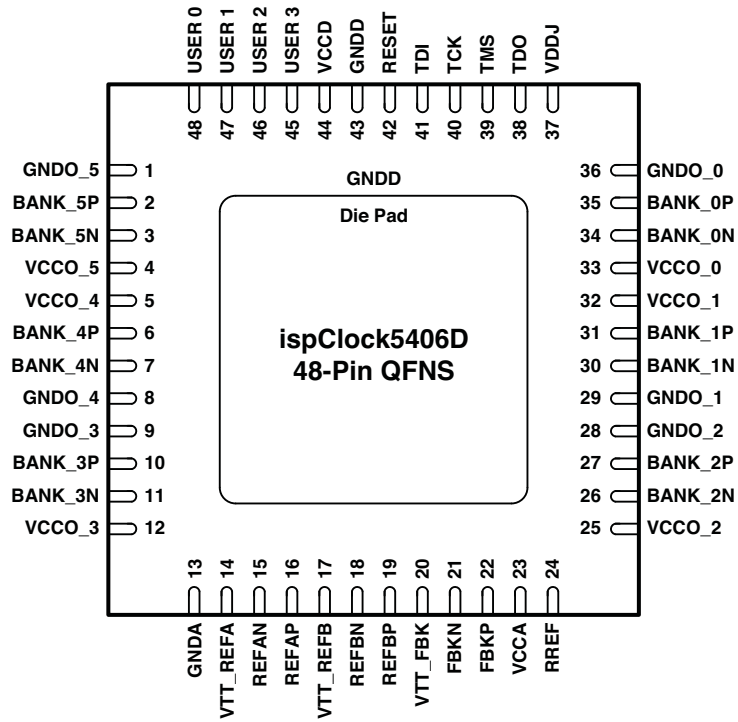 USER 0
USER 1
USER 2
USER 3
VCCD
GNDD
RESET
TDI
TCK
TMS
TDO
VDDJ
48
47
46
45
44
43
42
41
40
39
38
37
GNDO_5 1
BANK_5P 2
BANK_5N 3
VCCO_5 4
VCCO_4 5
BANK_4P 6
BANK_4N 7
GNDO_4 8
GNDO_3 9
BANK_3P 10
BANK_3N 11
VCCO_3 12
GNDD
Die Pad
ispClock5406D
48-Pin QFNS
36 GNDO_0
35 BANK_0P
34 BANK_0N
33 VCCO_0
32 VCCO_1
31 BANK_1P
30 BANK_1N
29 GNDO_1
28 GNDO_2
27 BANK_2P
26 BANK_2N
25 VCCO_2
13
14
15
16
17
18
19
20
21
22
23
24
GNDA
VTT_REFA
REFAN
REFAP
VTT_REFB
REFBN
REFBP
VTT_FBK
FBKN
FBKP
VCCA
RREF